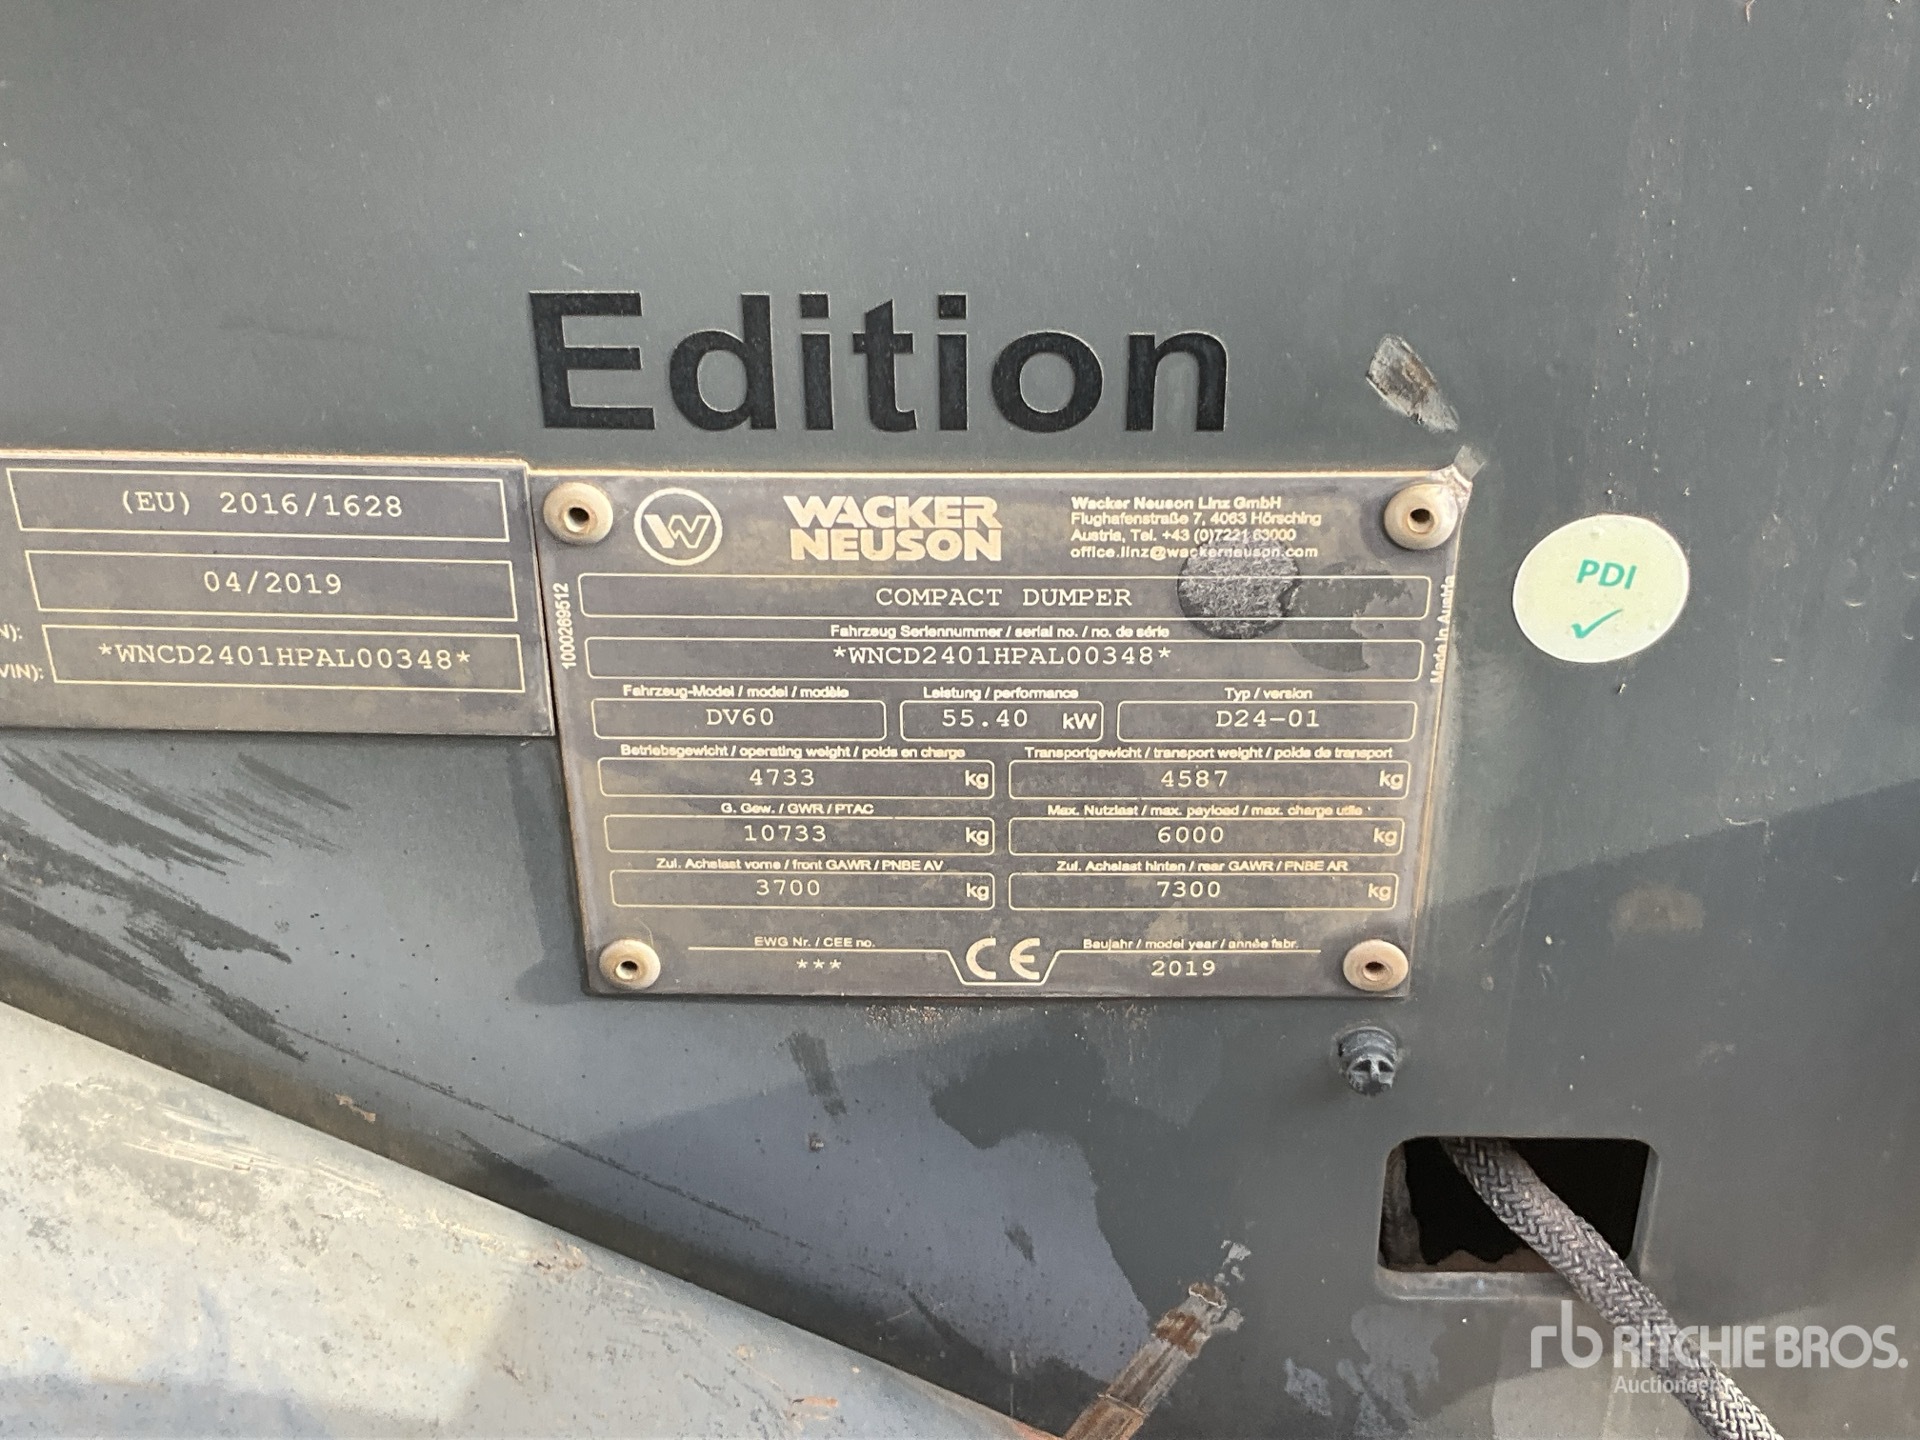 Edition
(EU) 2016/1628
04/2019
N):
VIN):
*WNCD2401HPAL00348*
W
WACKER
NEUSON
Wacker Neuson Linz GmbH
Flughafenstraße 7, 4063 Hörsching
Austria, Tel. +43 (0)7221 63000
office.linz@wackerneuson.com
1000269512
COMPACT DUMPER
Fahrzeug Seriennummer / serial no. / no. de série
*WNCD2401HPAL00348*
Made in Austria
Fahrzeug-Model / model / modèle
DV60
Leistung / performance
55.40 kW
Typ / version
D24-01
Betriebsgewicht / operating weight / poids en charge
4733 kg
Transportgewicht / transport weight / poids de transport
4587 kg
G. Gew. / GWR / PTAC
10733 kg
Max. Nutzlast / max. payload / max. charge utile
6000 kg
Zul. Achslast vorne / front GAWR / PNBE AV
3700 kg
Zul. Achslast hinten / rear GAWR / PNBE AR
7300 kg
EWG Nr. / CEE no.
***
CE
Baujahr / model year / année fabr.
2019
PDI
rb RITCHIE BROS.
Auctioneers